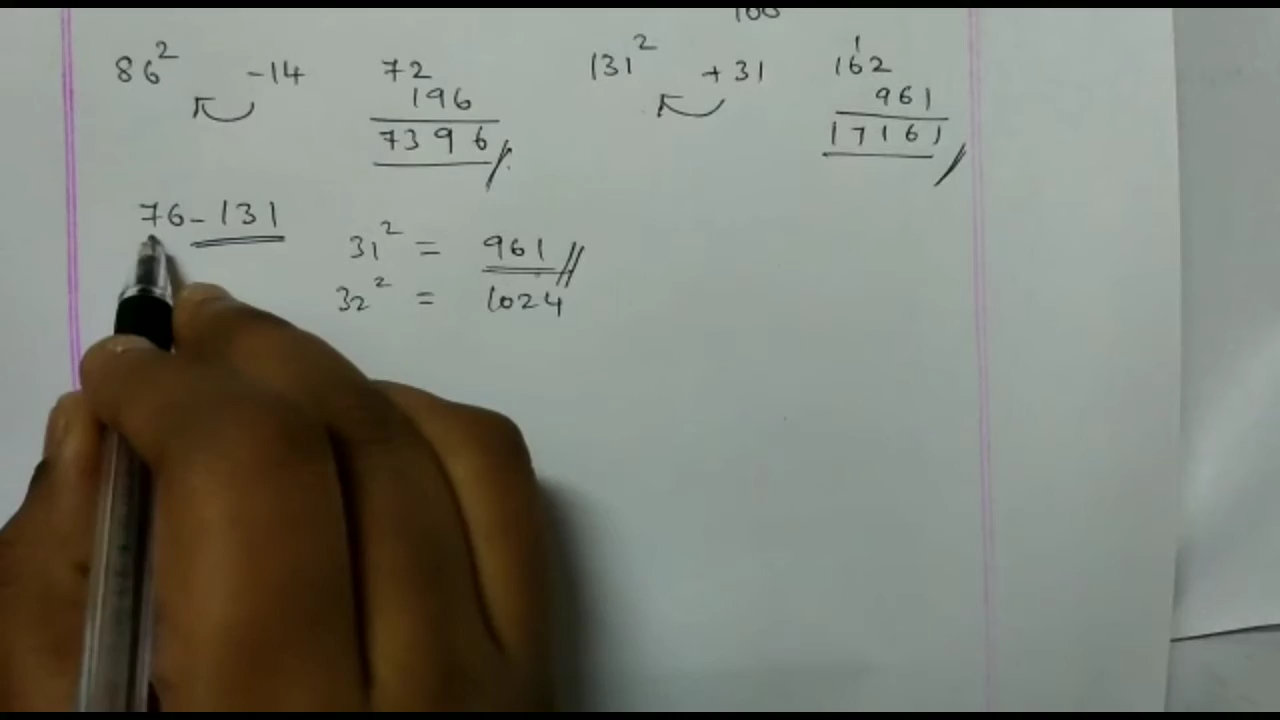 100
86² -14 72
196
7396
131² +31 162
1
961
17161
76-131
31² = 961
32² = 1024